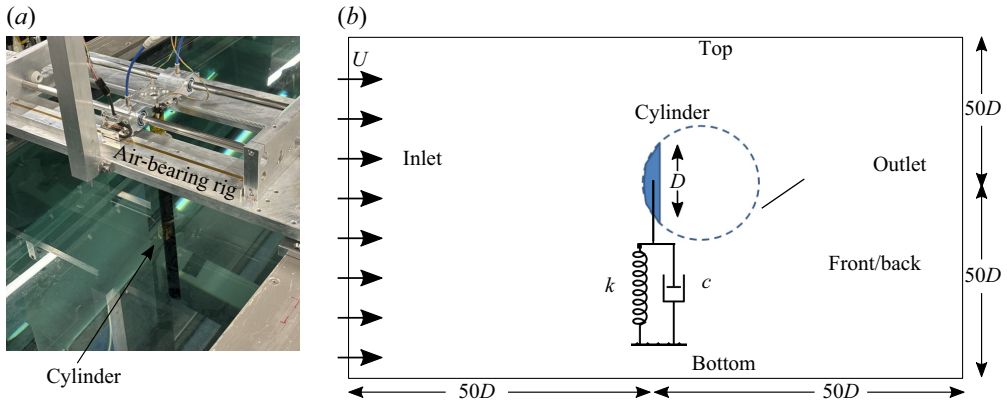 (a)
Air-bearing rig
Cylinder
(b)
Top
U
Cylinder
50D
Inlet
D
Outlet
Front/back
k
c
50D
Bottom
50D
50D